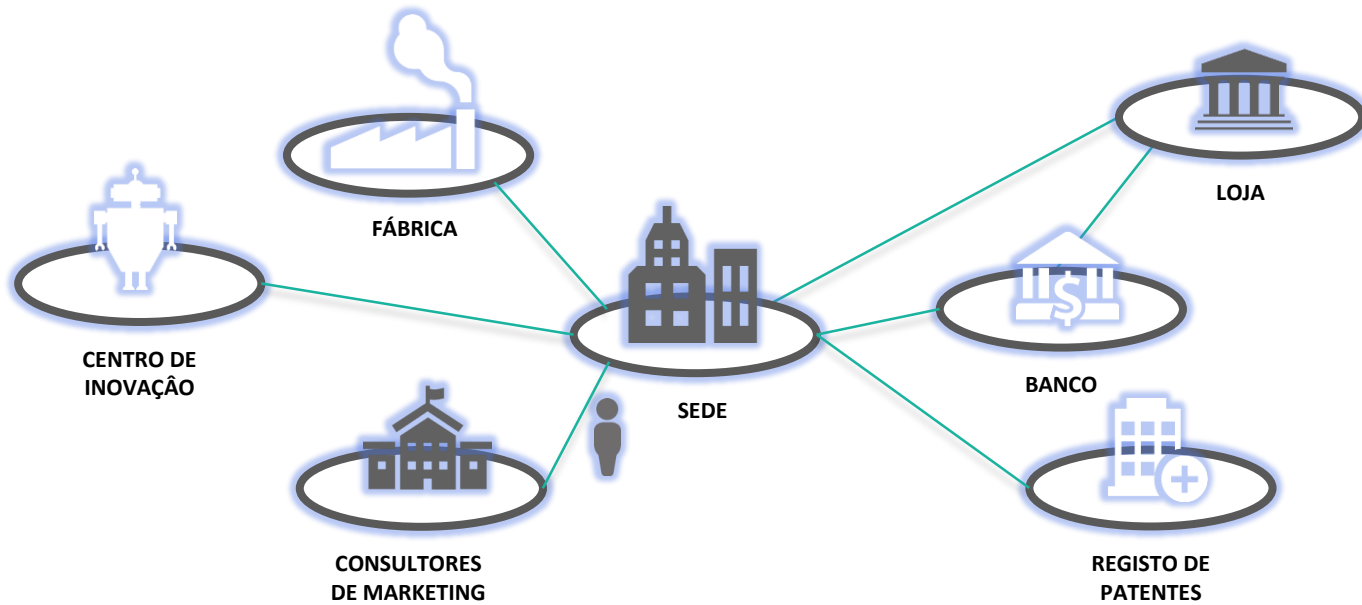 FÁBRICA
LOJA
CENTRO DE
INOVAÇÂO
SEDE
BANCO
$
CONSULTORES
DE MARKETING
REGISTO DE
PATENTES